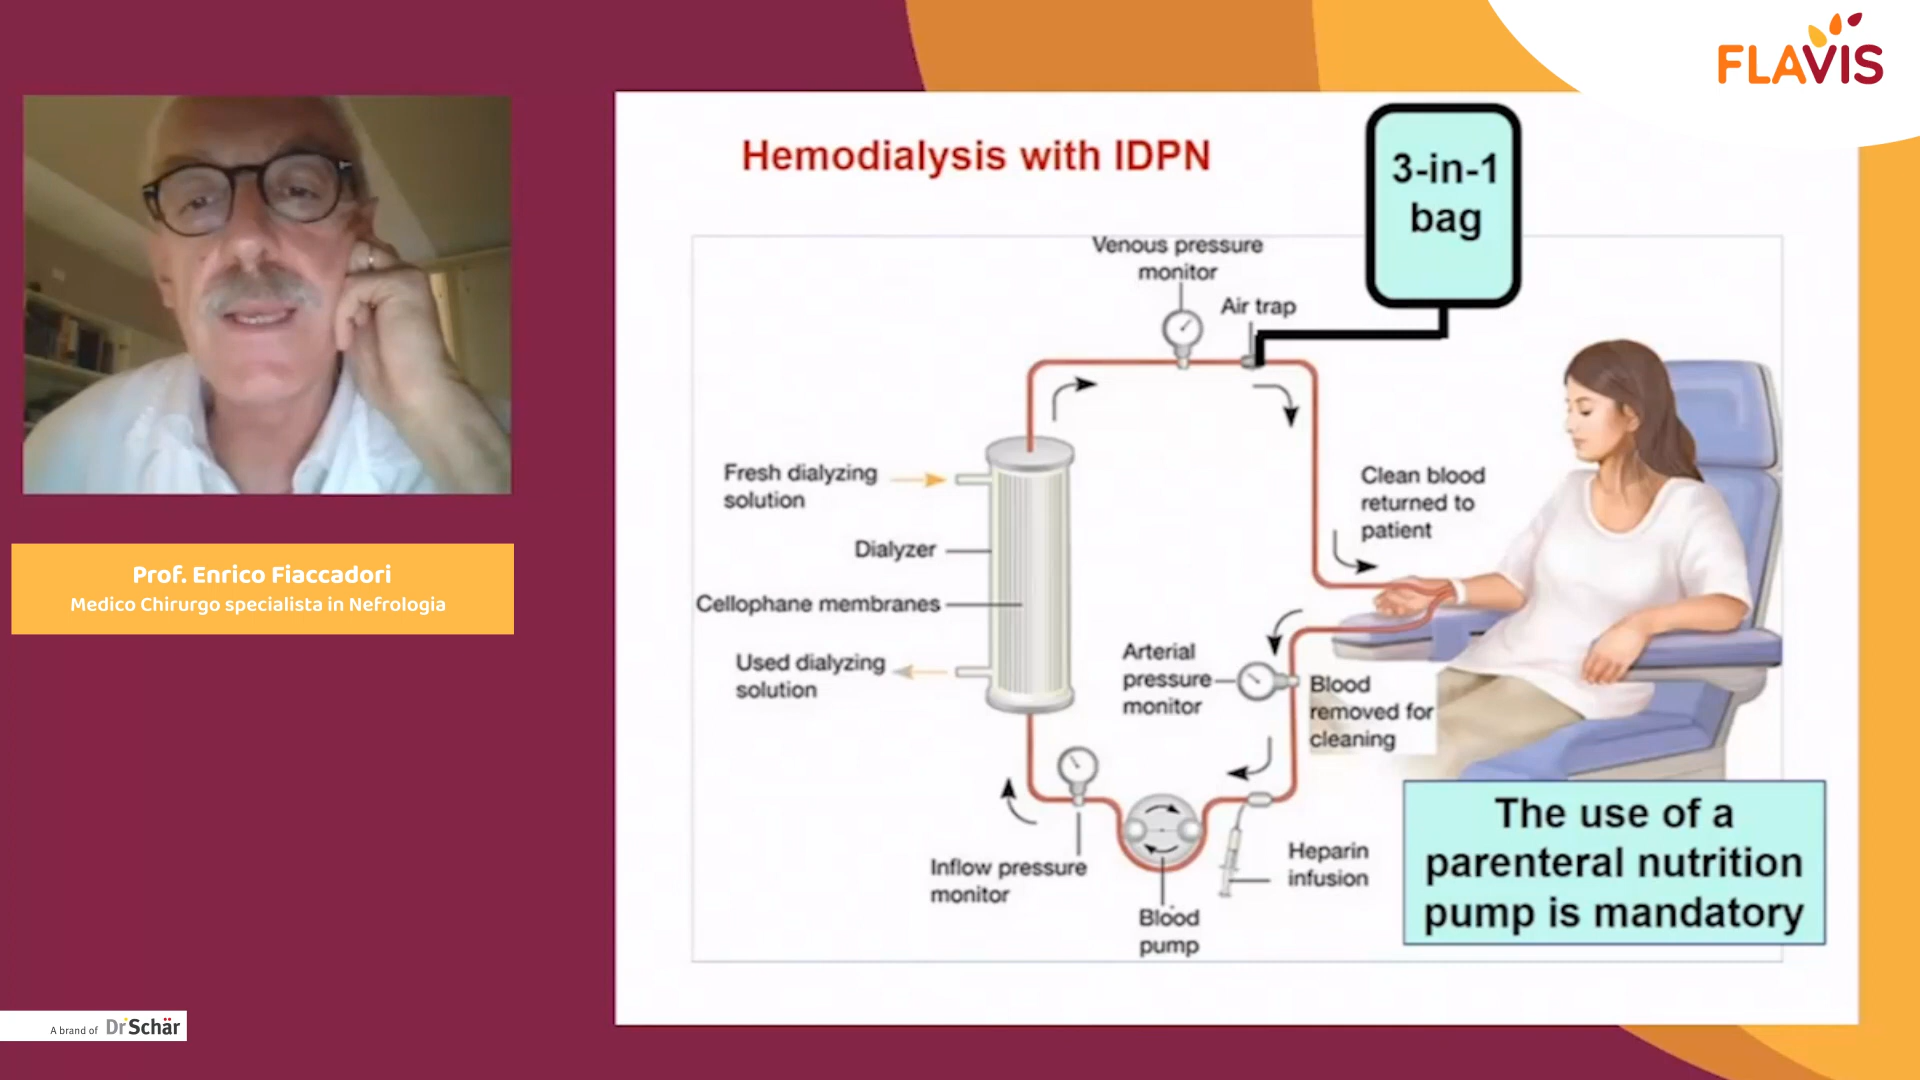 FLAVIS
Hemodialysis with IDPN
3-in-1
bag
Venous pressure
monitor
Air trap
Fresh dialyzing
solution
Dialyzer
Cellophane membranes
Used dialyzing
solution
Clean blood
returned to
patient
Arterial
pressure
monitor
Blood
removed for
cleaning
Inflow pressure
monitor
Blood
pump
Heparin
infusion
The use of a
parenteral nutrition
pump is mandatory
Prof. Enrico Fiaccadori
Medico Chirurgo specialista in Nefrologia
A brand of DrSchär